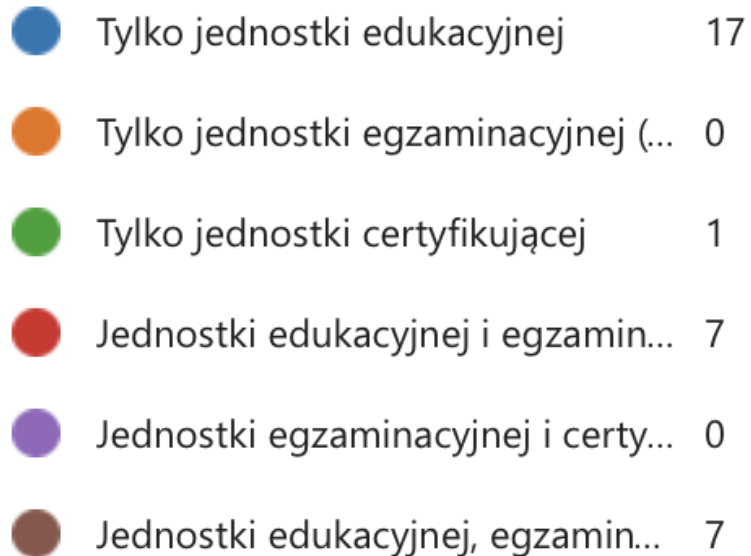 Tylko jednostki edukacyjnej 17
Tylko jednostki egzaminacyjnej (... 0
Tylko jednostki certyfikującej 1
Jednostki edukacyjnej i egzamin... 7
Jednostki egzaminacyjnej i certy... 0
Jednostki edukacyjnej, egzamin... 7